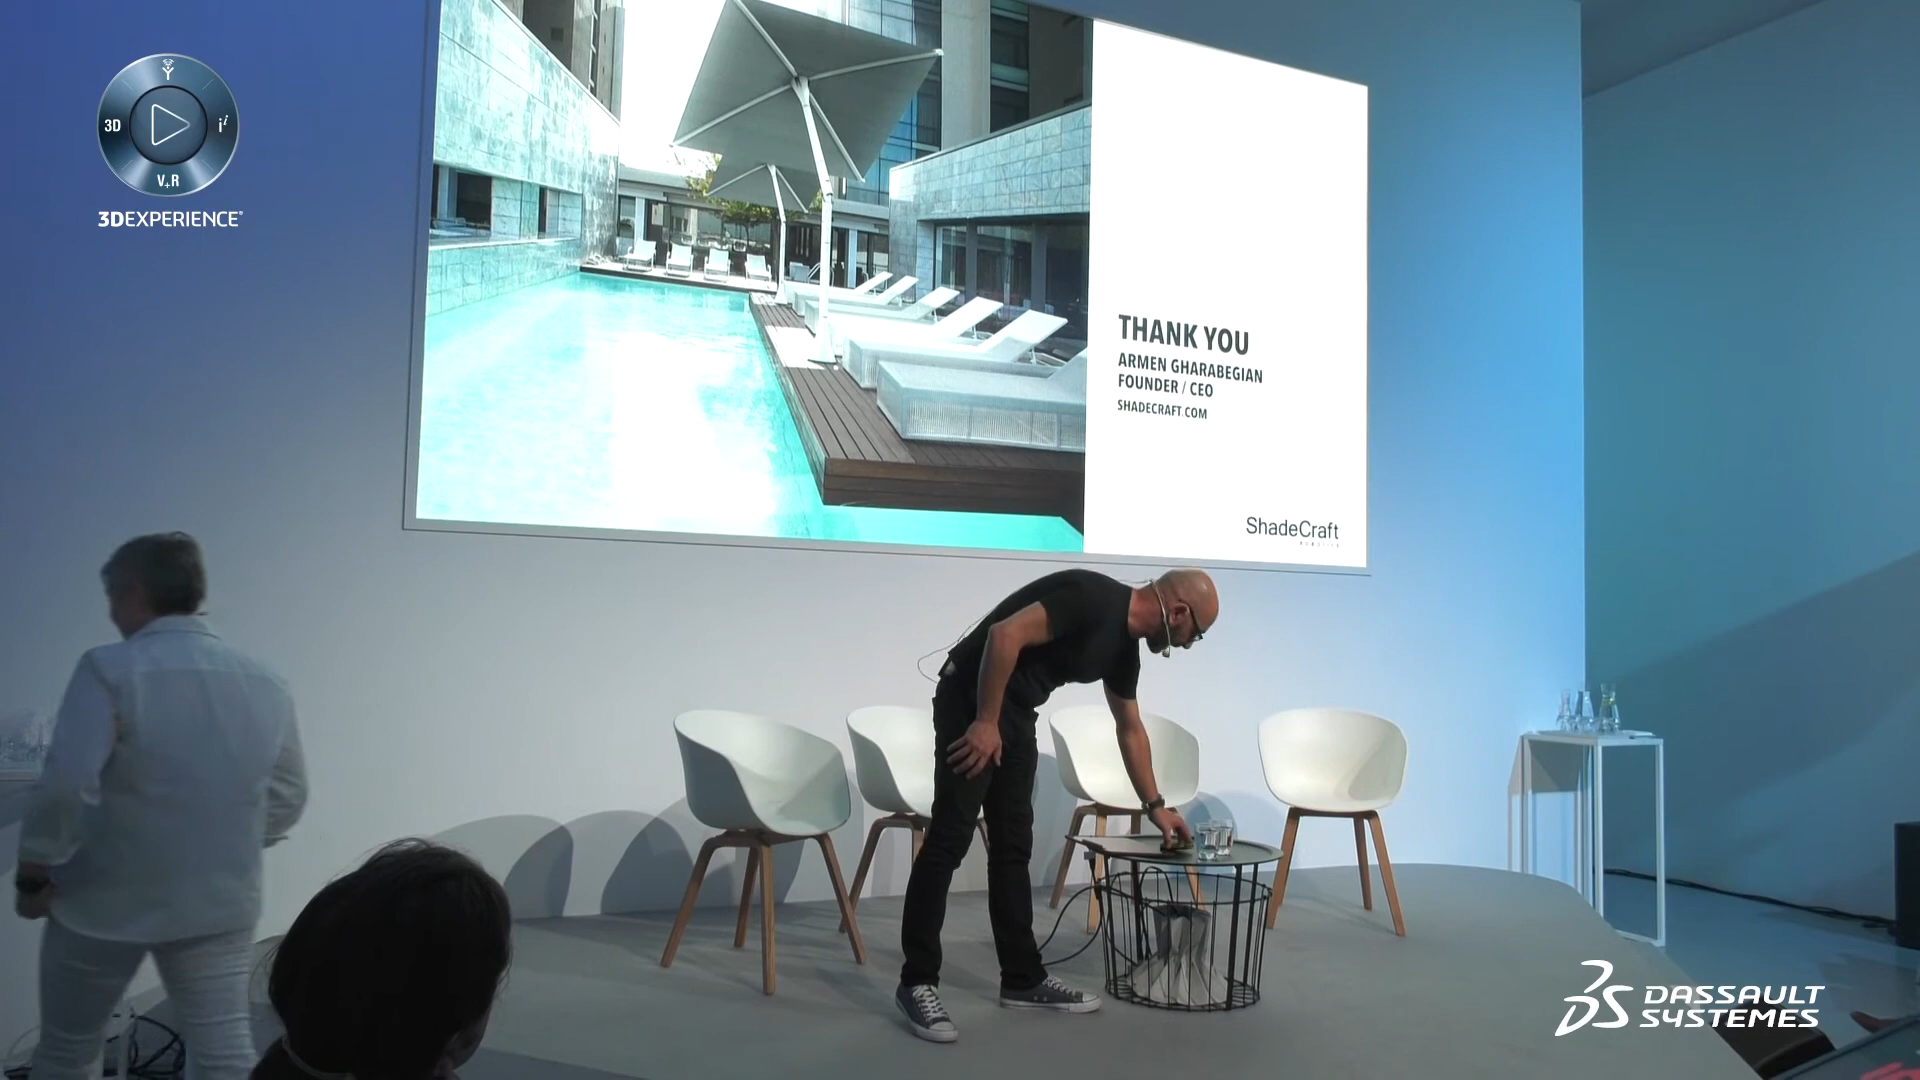 3D
i i
V+R
3DEXPERIENCE®
THANK YOU
ARMEN GHARABEGIAN
FOUNDER / CEO
SHADECRAFT.COM
ShadeCraft
DASSAULT
SYSTEMES